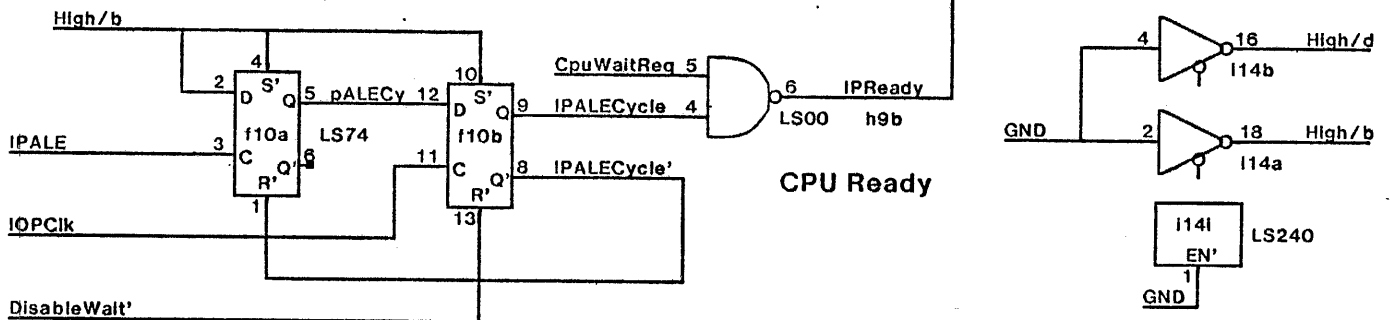 High/b
4
S'
2
D
Q
5
pALECy
12
f10a
LS74
IPALE
3
C
Q'
6
R'
1
IOPClk
10
S'
D
Q
9
IPALECycle
f10b
11
C
Q'
8
IPALECycle'
R'
13
DisableWait'
CpuWaitReq
5
4
6
IPReady
LS00
h9b
CPU Ready
4
16
High/d
i14b
GND
2
18
High/b
i14a
i14i
LS240
EN'
1
GND